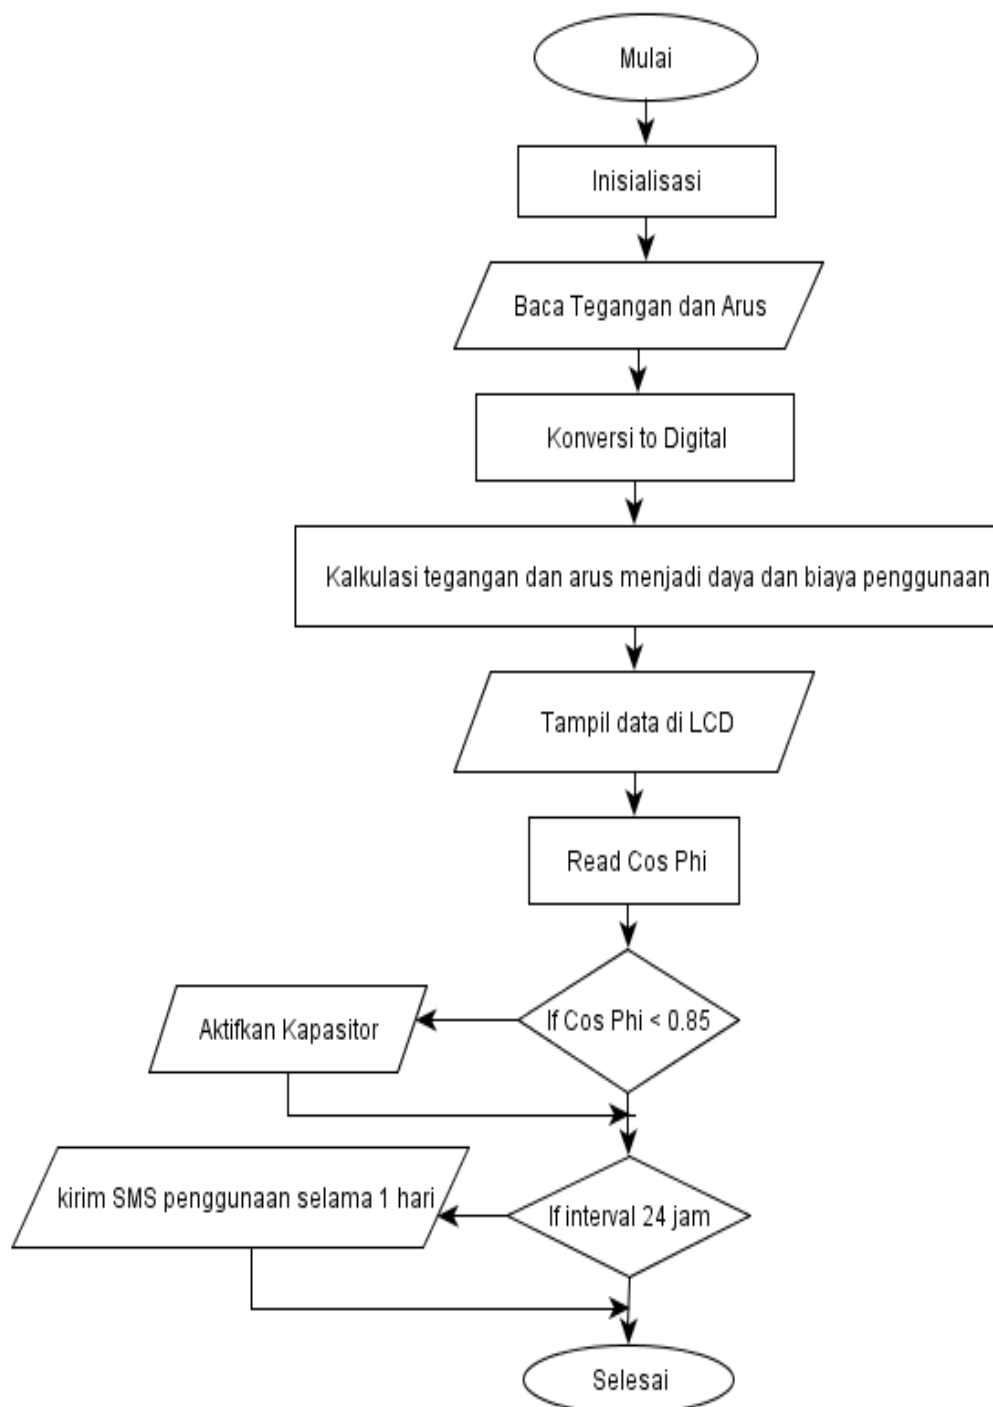 Mulai
Inisialisasi
Baca Tegangan dan Arus
Konversi to Digital
Kalkulasi tegangan dan arus menjadi daya dan biaya penggunaan
Tampil data di LCD
Read Cos Phi
If Cos Phi < 0.85
Aktifkan Kapasitor
If interval 24 jam
kirim SMS penggunaan selama 1 hari
Selesai